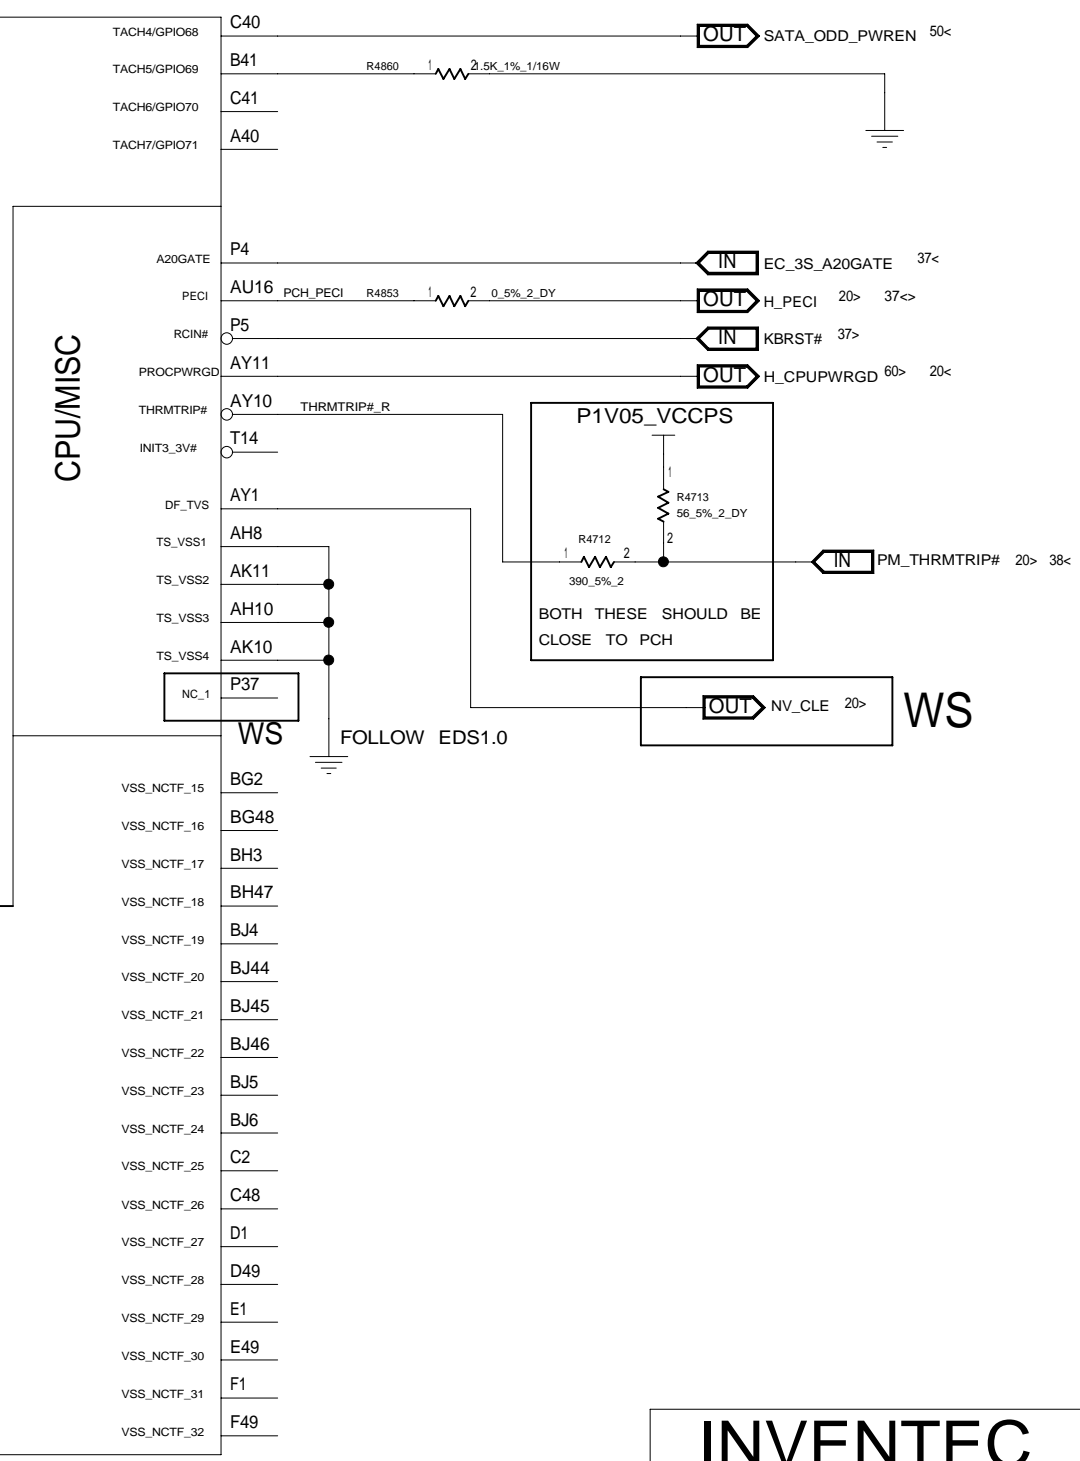 TACH4/GPIO68 C40 OUT SATA_ODD_PWREN 50<
TACH5/GPIO69 B41 R4860 1 2 1.5K_1%_1/16W
TACH6/GPIO70 C41
TACH7/GPIO71 A40
CPU/MISC
A20GATE P4 IN EC_3S_A20GATE 37<
PECI AU16 PCH_PECI R4853 1 2 0_5%_2_DY OUT H_PECI 20> 37<>
RCIN# P5 IN KBRST# 37>
PROCPWRGD AY11 OUT H_CPUPWRGD 60> 20<
THRMTRIP# AY10 THRMTRIP#_R
INIT3_3V# T14
P1V05_VCCPS
1
R4713
56_5%_2_DY
2
R4712
1 2
390_5%_2
IN PM_THRMTRIP# 20> 38<
BOTH THESE SHOULD BE
CLOSE TO PCH
DF_TVS AY1
TS_VSS1 AH8
TS_VSS2 AK11
TS_VSS3 AH10
TS_VSS4 AK10
NC_1 P37
OUT NV_CLE 20> WS
WS FOLLOW EDS1.0
VSS_NCTF_15 BG2
VSS_NCTF_16 BG48
VSS_NCTF_17 BH3
VSS_NCTF_18 BH47
VSS_NCTF_19 BJ4
VSS_NCTF_20 BJ44
VSS_NCTF_21 BJ45
VSS_NCTF_22 BJ46
VSS_NCTF_23 BJ5
VSS_NCTF_24 BJ6
VSS_NCTF_25 C2
VSS_NCTF_26 C48
VSS_NCTF_27 D1
VSS_NCTF_28 D49
VSS_NCTF_29 E1
VSS_NCTF_30 E49
VSS_NCTF_31 F1
VSS_NCTF_32 F49
INVENTEC